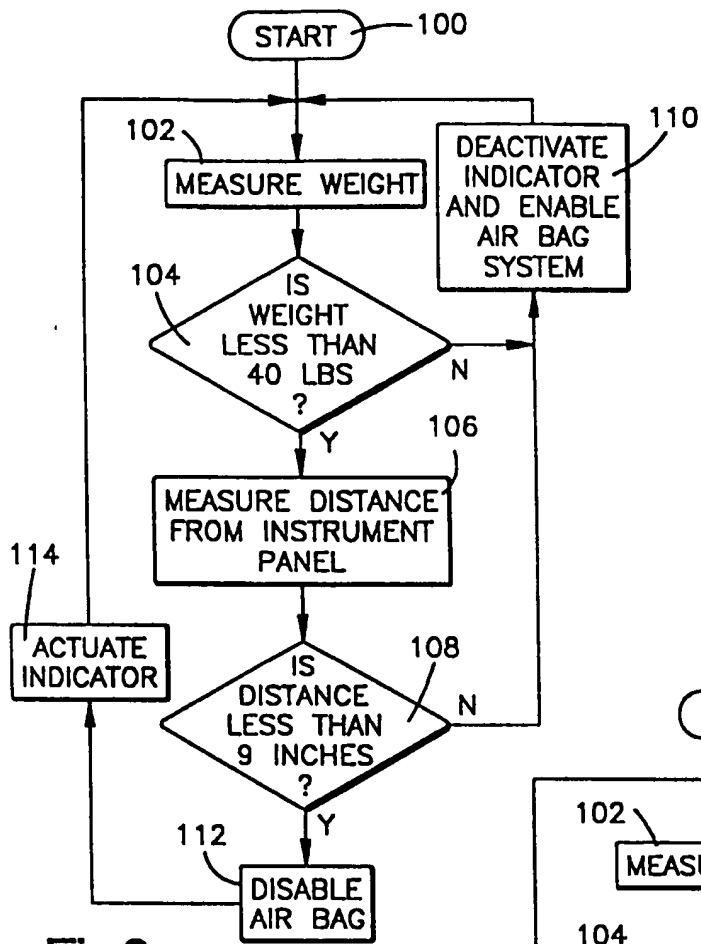 START
100
102
MEASURE WEIGHT
110
DEACTIVATE
INDICATOR
AND ENABLE
AIR BAG
SYSTEM
104
IS
WEIGHT
LESS THAN
40 LBS
?
N
Y
106
MEASURE DISTANCE
FROM INSTRUMENT
PANEL
114
ACTUATE
INDICATOR
108
IS
DISTANCE
LESS THAN
9 INCHES
?
N
Y
112
DISABLE
AIR BAG
102
104